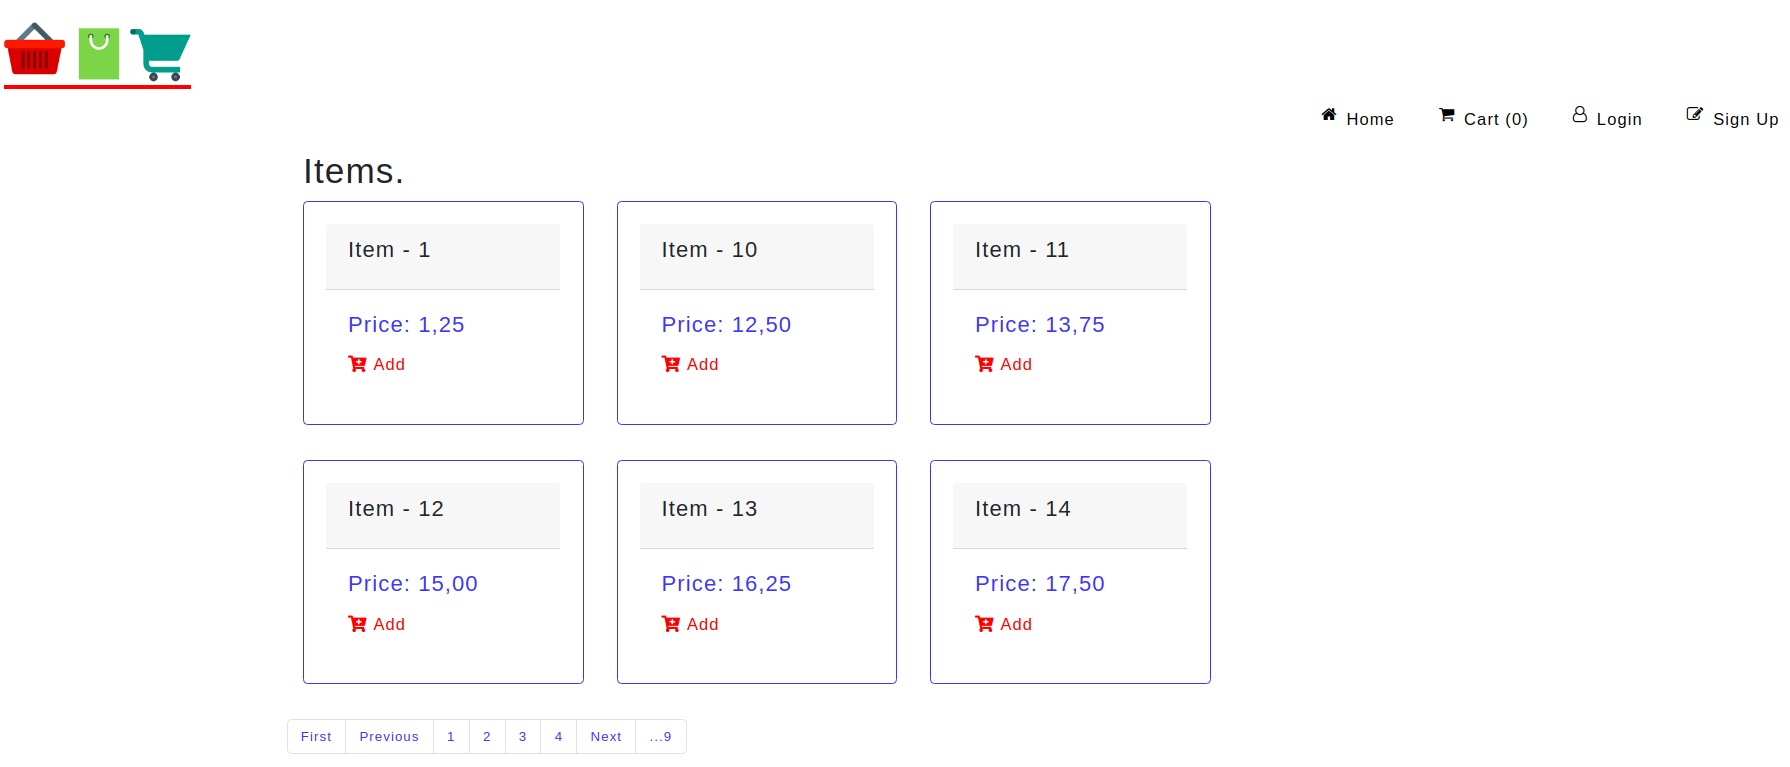 Home Cart (0) Login Sign Up
Items.
Item - 1 Item - 10 Item - 11
Price: 1,25 Price: 12,50 Price: 13,75
Add Add Add
Item - 12 Item - 13 Item - 14
Price: 15,00 Price: 16,25 Price: 17,50
Add Add Add
First Previous 1 2 3 4 Next ...9